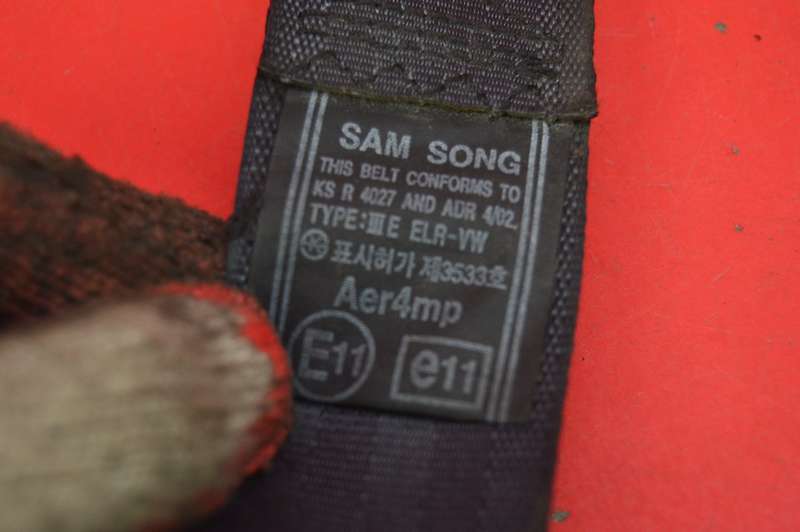 SAM SONG
THIS BELT CONFORMS TO
KS R 4027 AND ADR 4/02.
TYPE:ⅢE ELR-VW
표시허가 제3533호
Aer4mp
E11
e11